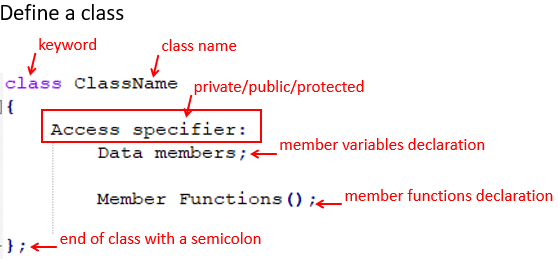 Define a class
keyword
class name
class ClassName
private/public/protected
{
Access specifier:
Data members;
member variables declaration
Member Functions();
member functions declaration
};
end of class with a semicolon